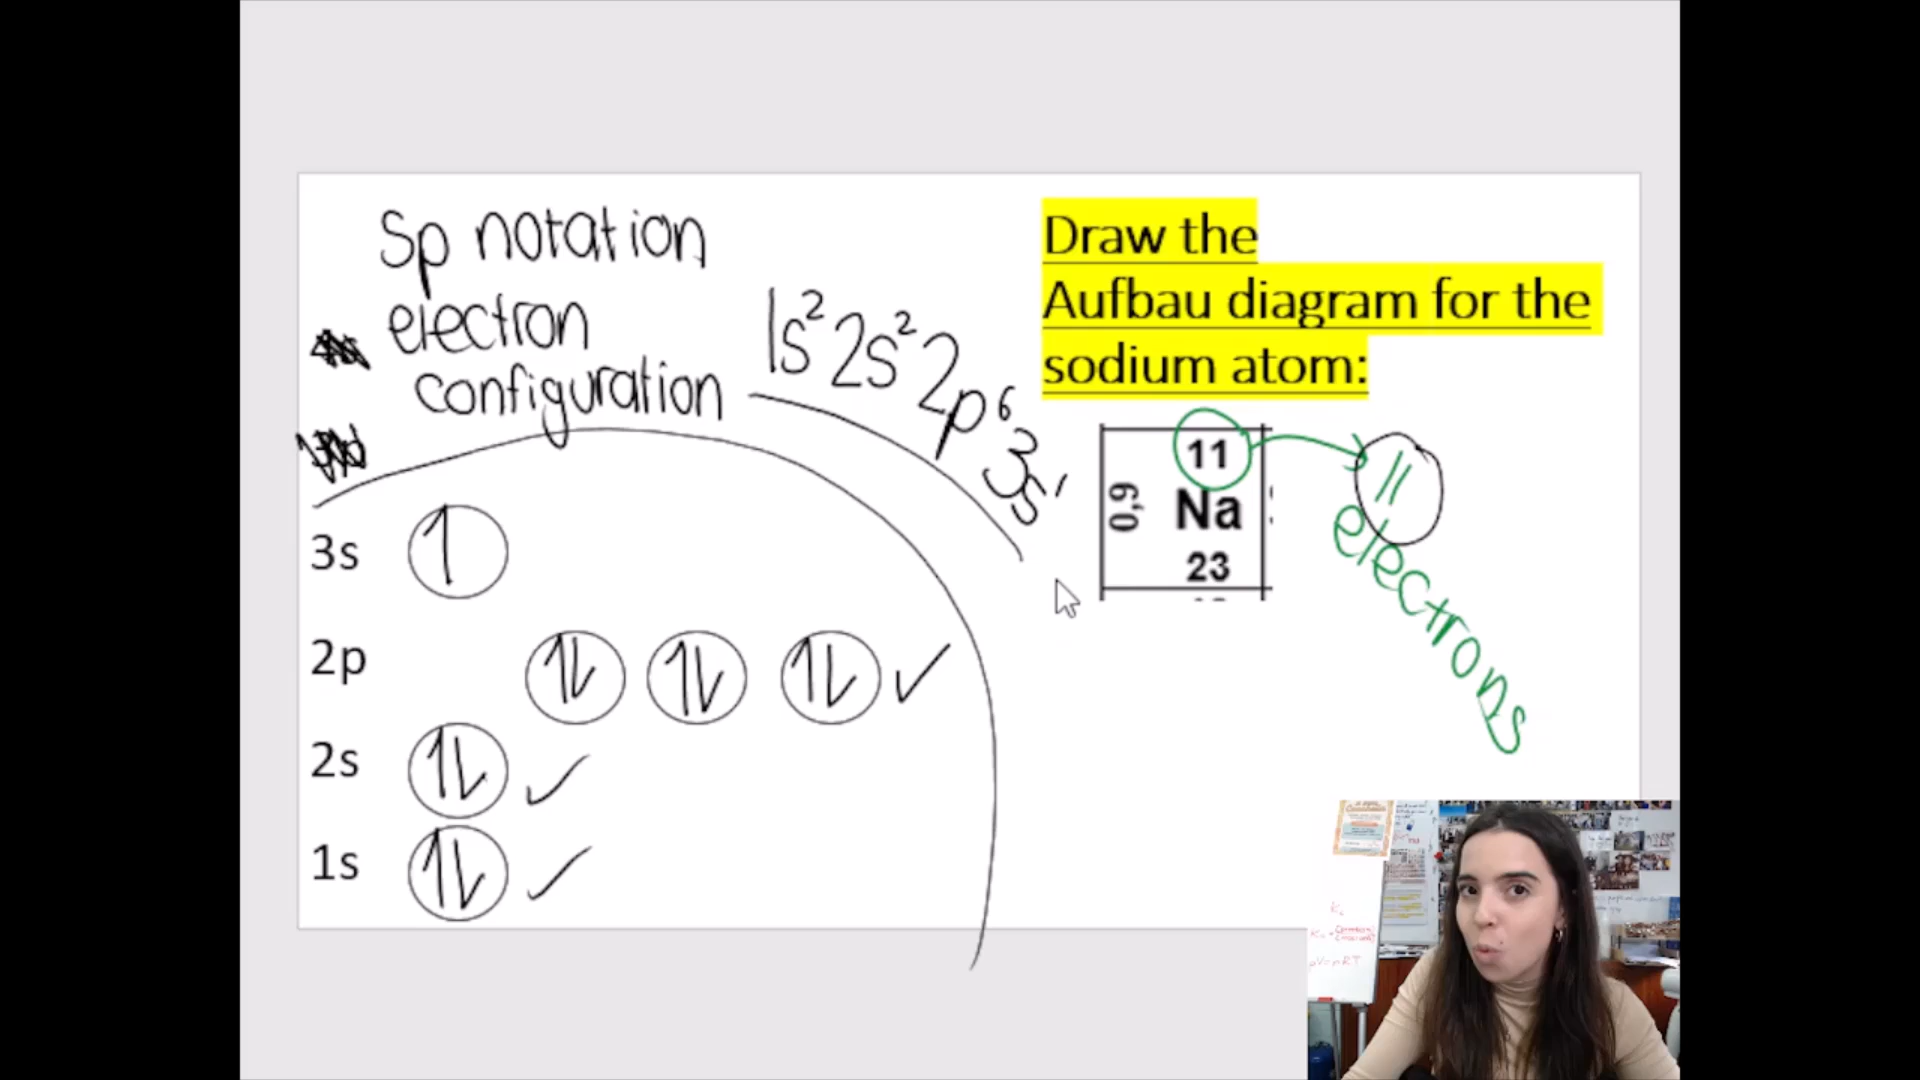 Sp notation
electron
configuration
1s² 2s² 2p⁶ 3s¹
Draw the
Aufbau diagram for the
sodium atom:
11
0,9
Na
23
11
electrons
3s
2p
2s
1s